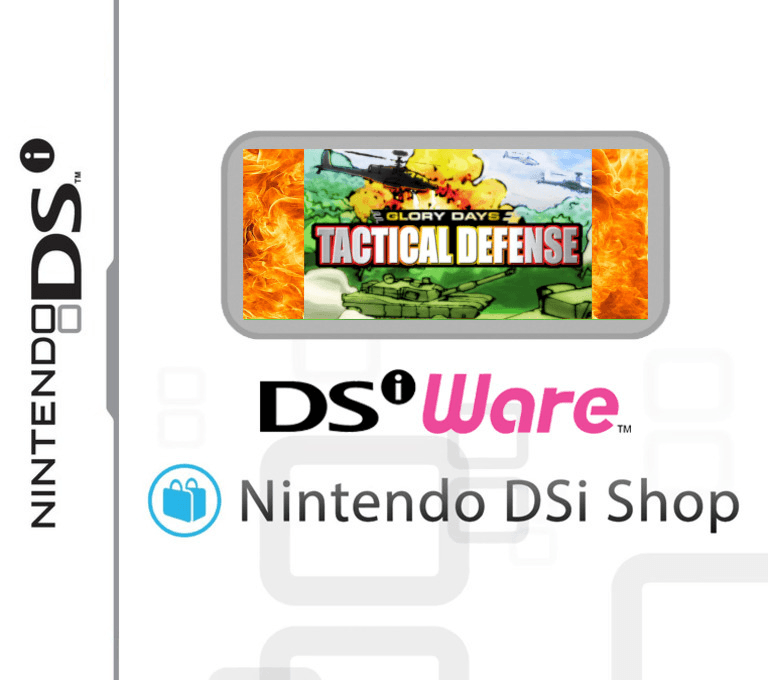 NINTENDO DSi™
GLORY DAYS
TACTICAL DEFENSE
DSiWare™
Nintendo DSi Shop